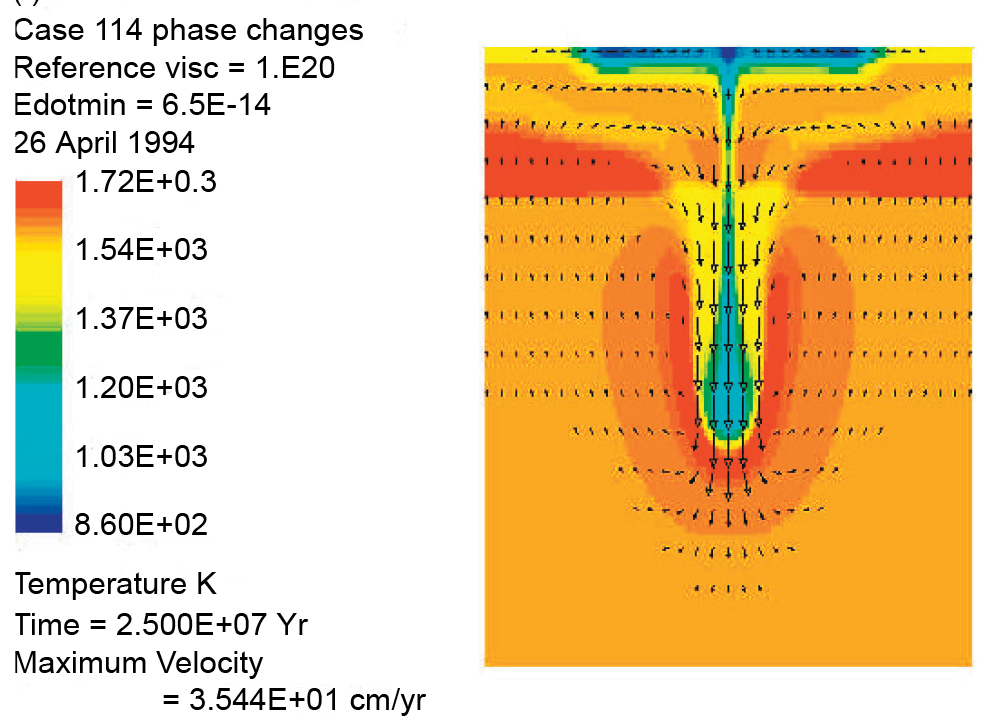 Case 114 phase changes
Reference visc = 1.E20
Edotmin = 6.5E-14
26 April 1994
1.72E+0.3
1.54E+03
1.37E+03
1.20E+03
1.03E+03
8.60E+02
Temperature K
Time = 2.500E+07 Yr
Maximum Velocity
= 3.544E+01 cm/yr